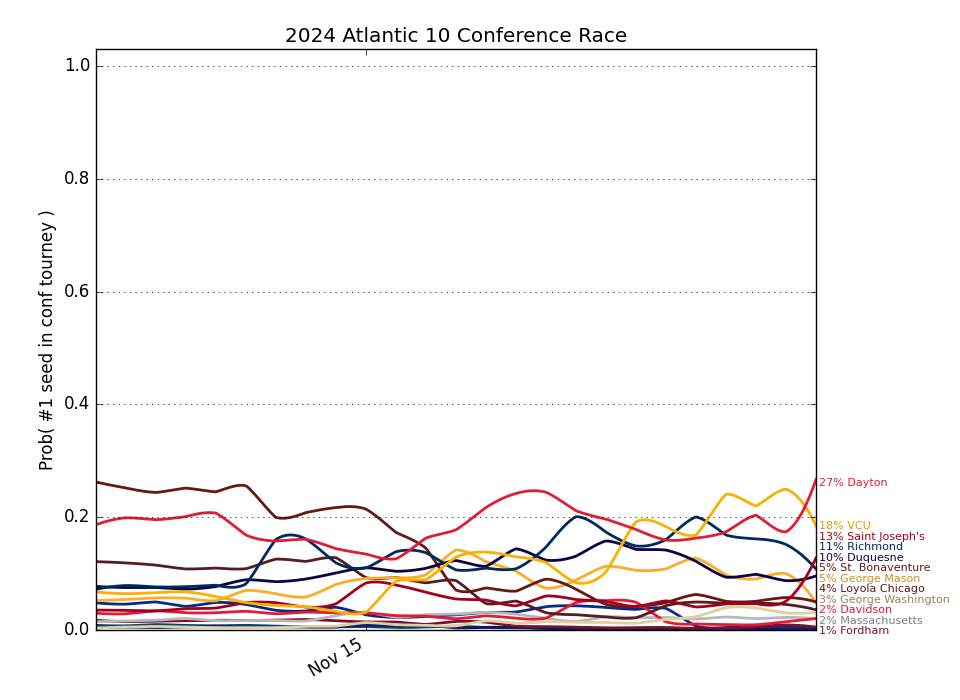 2024 Atlantic 10 Conference Race
Prob( #1 seed in conf tourney )
1.0
0.8
0.6
0.4
0.2
0.0
Nov 15
27% Dayton
18% VCU
13% Saint Joseph's
11% Richmond
10% Duquesne
5% St. Bonaventure
5% George Mason
4% Loyola Chicago
3% George Washington
2% Davidson
2% Massachusetts
1% Fordham